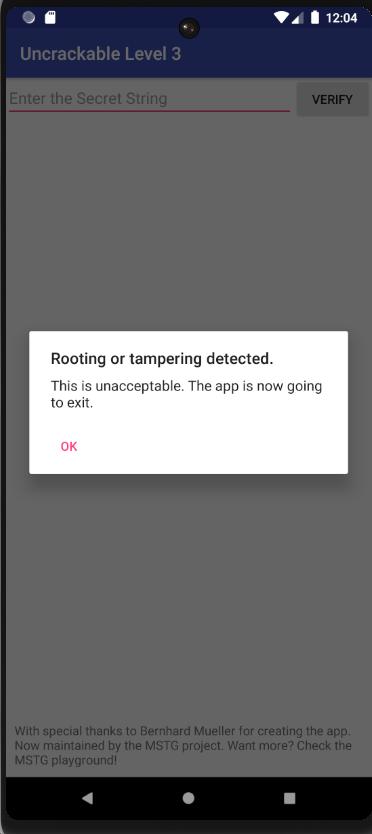 12:04
Uncrackable Level 3
Enter the Secret String
VERIFY
Rooting or tampering detected.
This is unacceptable. The app is now going
to exit.
OK
With special thanks to Bernhard Mueller for creating the app.
Now maintained by the MSTG project. Want more? Check the
MSTG playground!